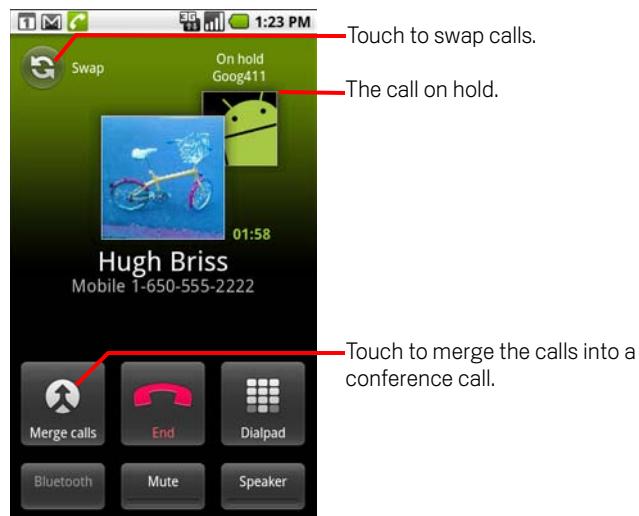 1 3G 1:23 PM
Touch to swap calls.
Swap
On hold
Goog411
The call on hold.
01:58
Hugh Briss
Mobile 1-650-555-2222
Touch to merge the calls into a
conference call.
Merge calls End Dialpad
Bluetooth Mute Speaker